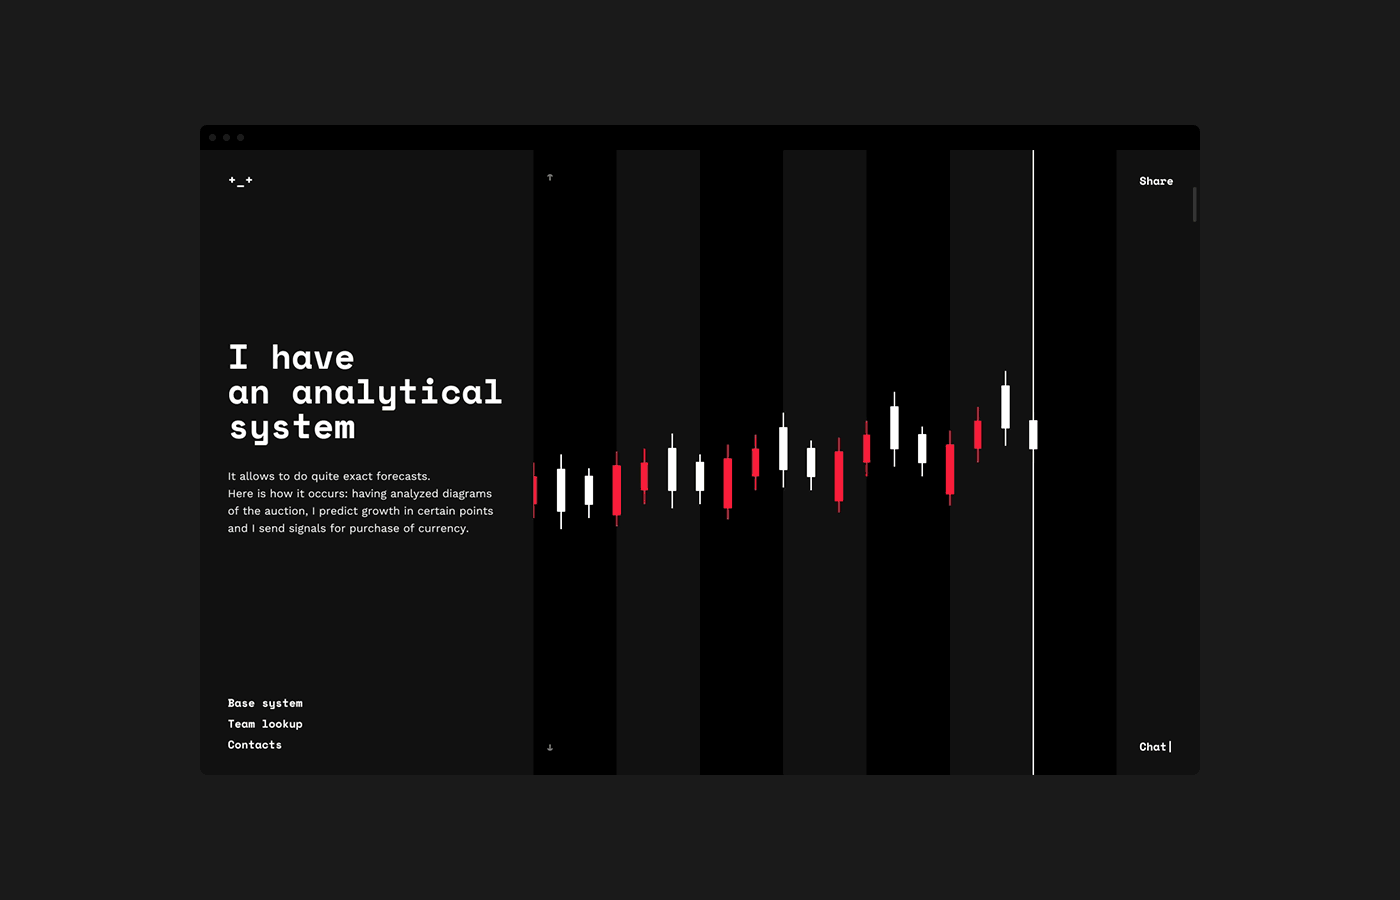 +_+
↑
Share
I have
an analytical
system
It allows to do quite exact forecasts.
Here is how it occurs: having analyzed diagrams
of the auction, I predict growth in certain points
and I send signals for purchase of currency.
Base system
Team lookup
Contacts
↓
Chat|